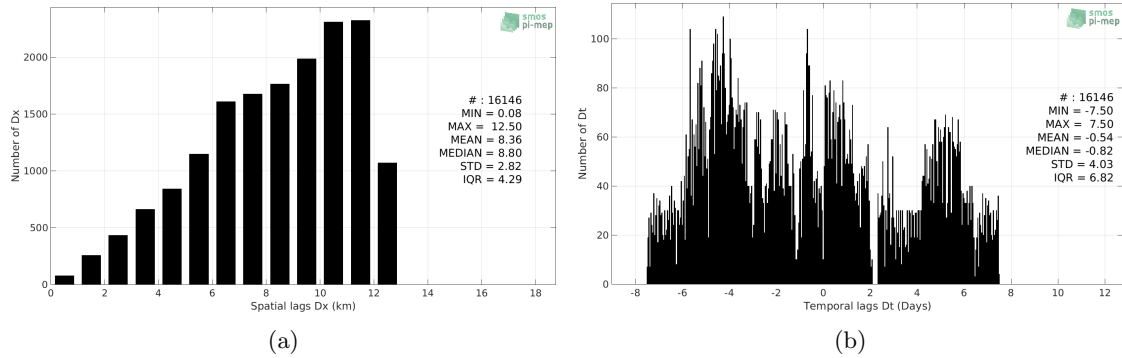 smos
pi-mep
2000
1500
1000
500
0
Number of Dx
# : 16146
MIN = 0.08
MAX = 12.50
MEAN = 8.36
MEDIAN = 8.80
STD = 2.82
IQR = 4.29
0 2 4 6 8 10 12 14 16 18
Spatial lags Dx (km)
(a)
smos
pi-mep
100
80
60
40
20
0
Number of Dt
# : 16146
MIN = -7.50
MAX = 7.50
MEAN = -0.54
MEDIAN = -0.82
STD = 4.03
IQR = 6.82
-8 -6 -4 -2 0 2 4 6 8 10 12
Temporal lags Dt (Days)
(b)